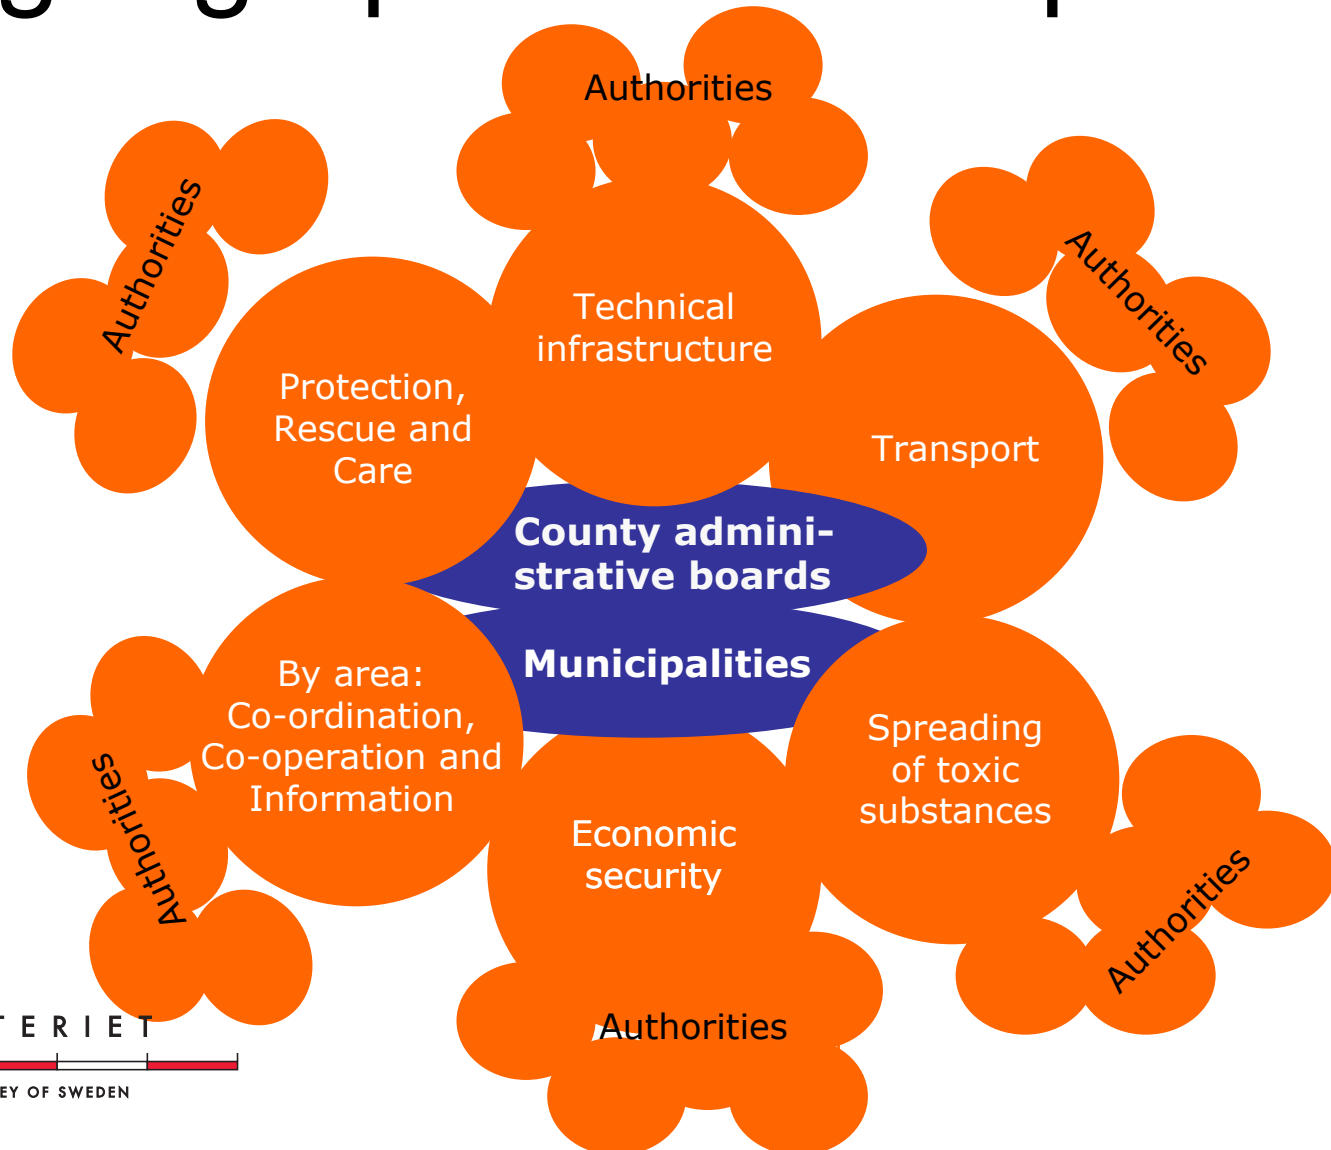 Authorities
Authorities
Authorities
Technical
infrastructure
Protection,
Rescue and
Care
Transport
County admini-
strative boards
Municipalities
By area:
Co-ordination,
Co-operation and
Information
Spreading
of toxic
substances
Economic
security
Authorities
Authorities
Authorities
TERIET
EY OF SWEDEN